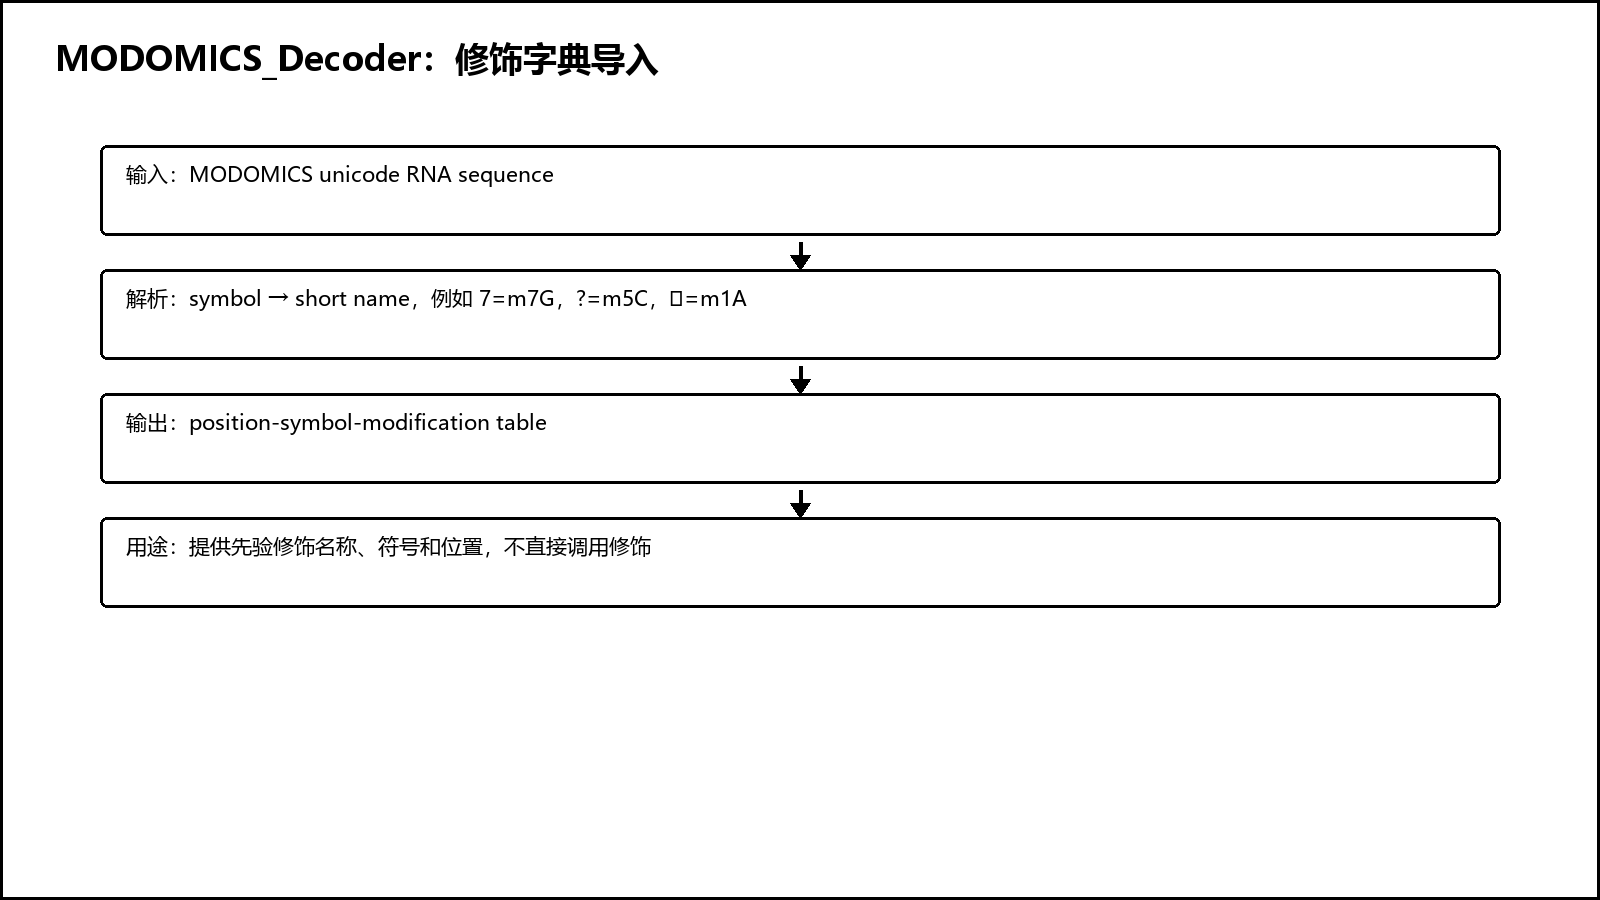 MODOMICS_Decoder：修饰字典导入
输入：MODOMICS unicode RNA sequence
解析：symbol → short name，例如 7=m7G，?=m5C，▯=m1A
输出：position-symbol-modification table
用途：提供先验修饰名称、符号和位置，不直接调用修饰